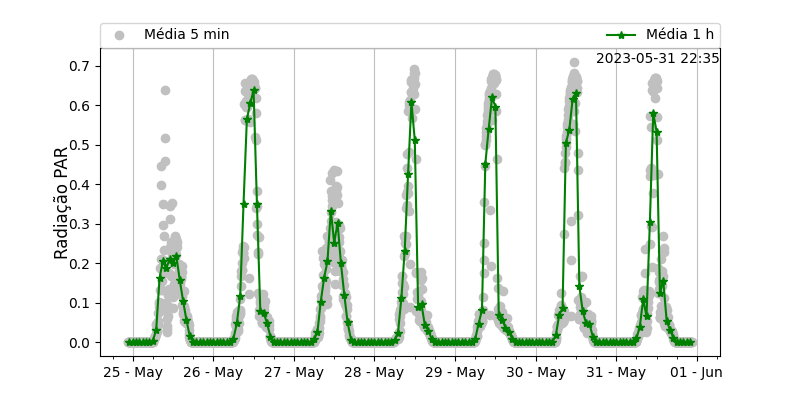 Média 5 min
Média 1 h
2023-05-31 22:35
Radiação PAR
0.7
0.6
0.5
0.4
0.3
0.2
0.1
0.0
25 - May
26 - May
27 - May
28 - May
29 - May
30 - May
31 - May
01 - Jun